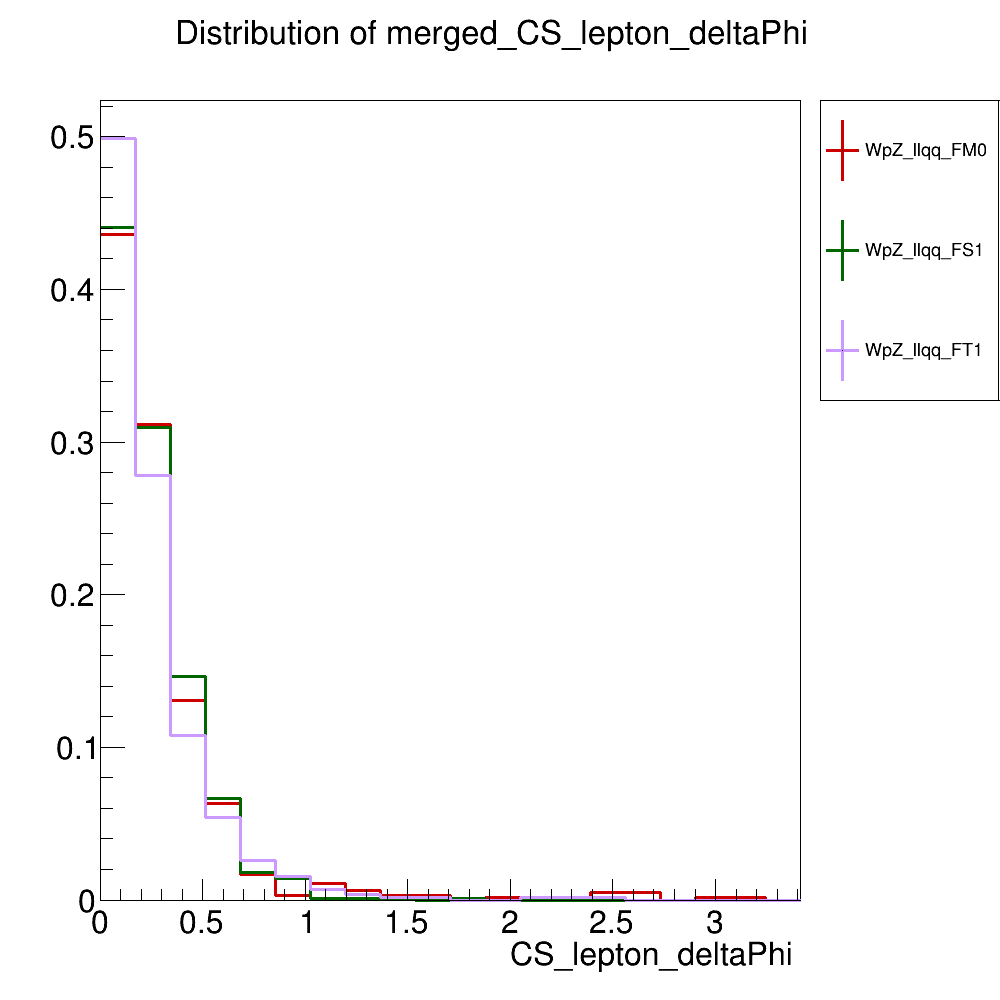 Distribution of merged_CS_lepton_deltaPhi
0.5
0.4
0.3
0.2
0.1
0
0 0.5 1 1.5 2 2.5 3
CS_lepton_deltaPhi
WpZ_llqq_FM0
WpZ_llqq_FS1
WpZ_llqq_FT1